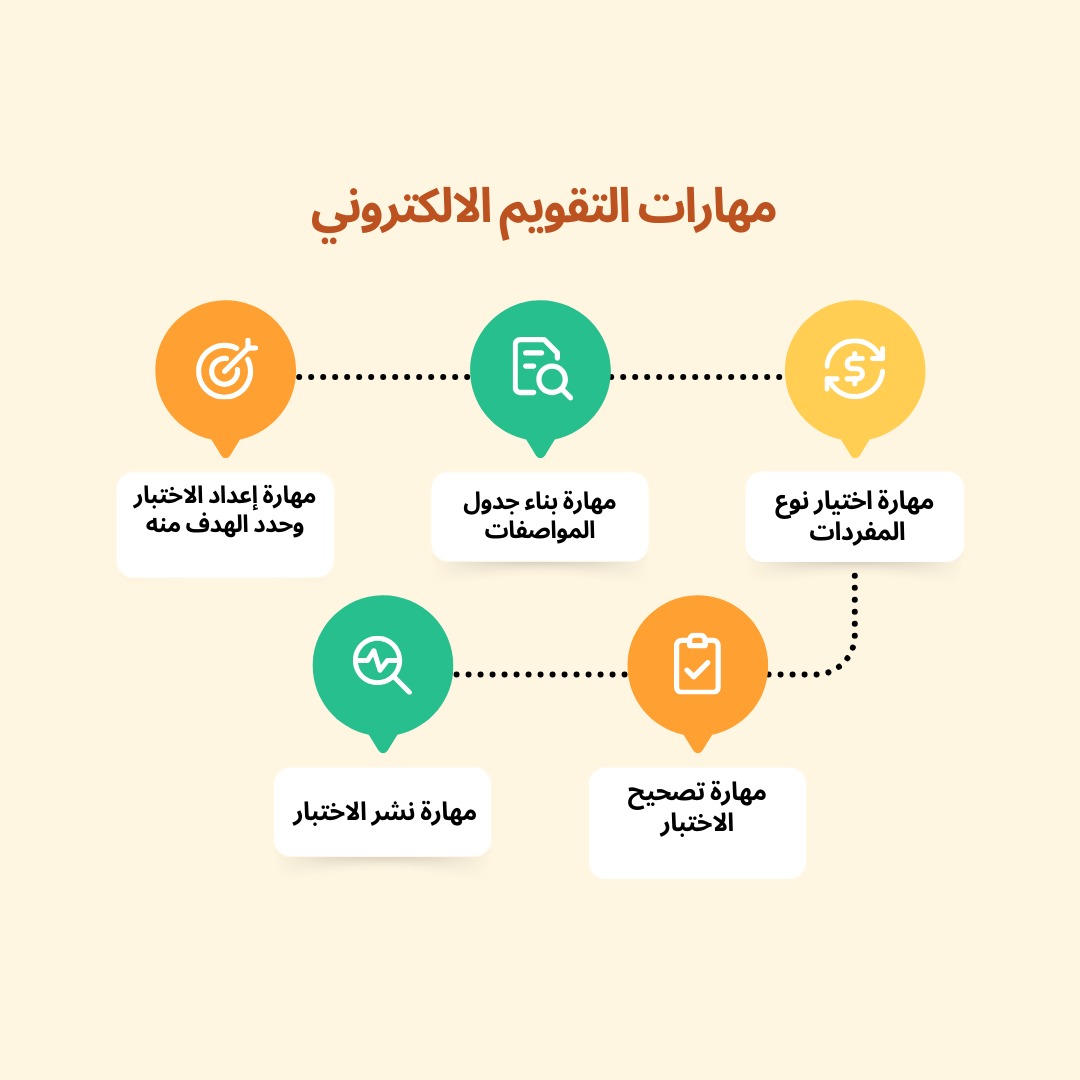 مهارات التقويم الالكتروني
مهارة إعداد الاختبار
وحدد الهدف منه
مهارة بناء جدول
المواصفات
مهارة اختيار نوع
المفردات
مهارة تصحيح
الاختبار
مهارة نشر الاختبار